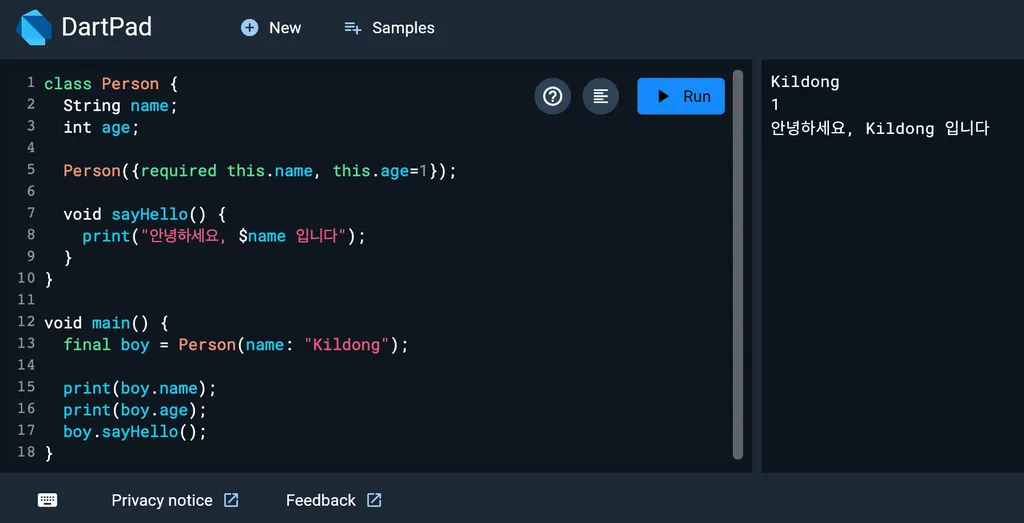 DartPad
New
Samples
1 class Person {
2   String name;
3   int age;
4
5   Person({required this.name, this.age=1});
6
7   void sayHello() {
8     print("안녕하세요, $name 입니다");
9   }
10 }
11
12 void main() {
13   final boy = Person(name: "Kildong");
14
15   print(boy.name);
16   print(boy.age);
17   boy.sayHello();
18 }
Run
Kildong
1
안녕하세요, Kildong 입니다
Privacy notice
Feedback